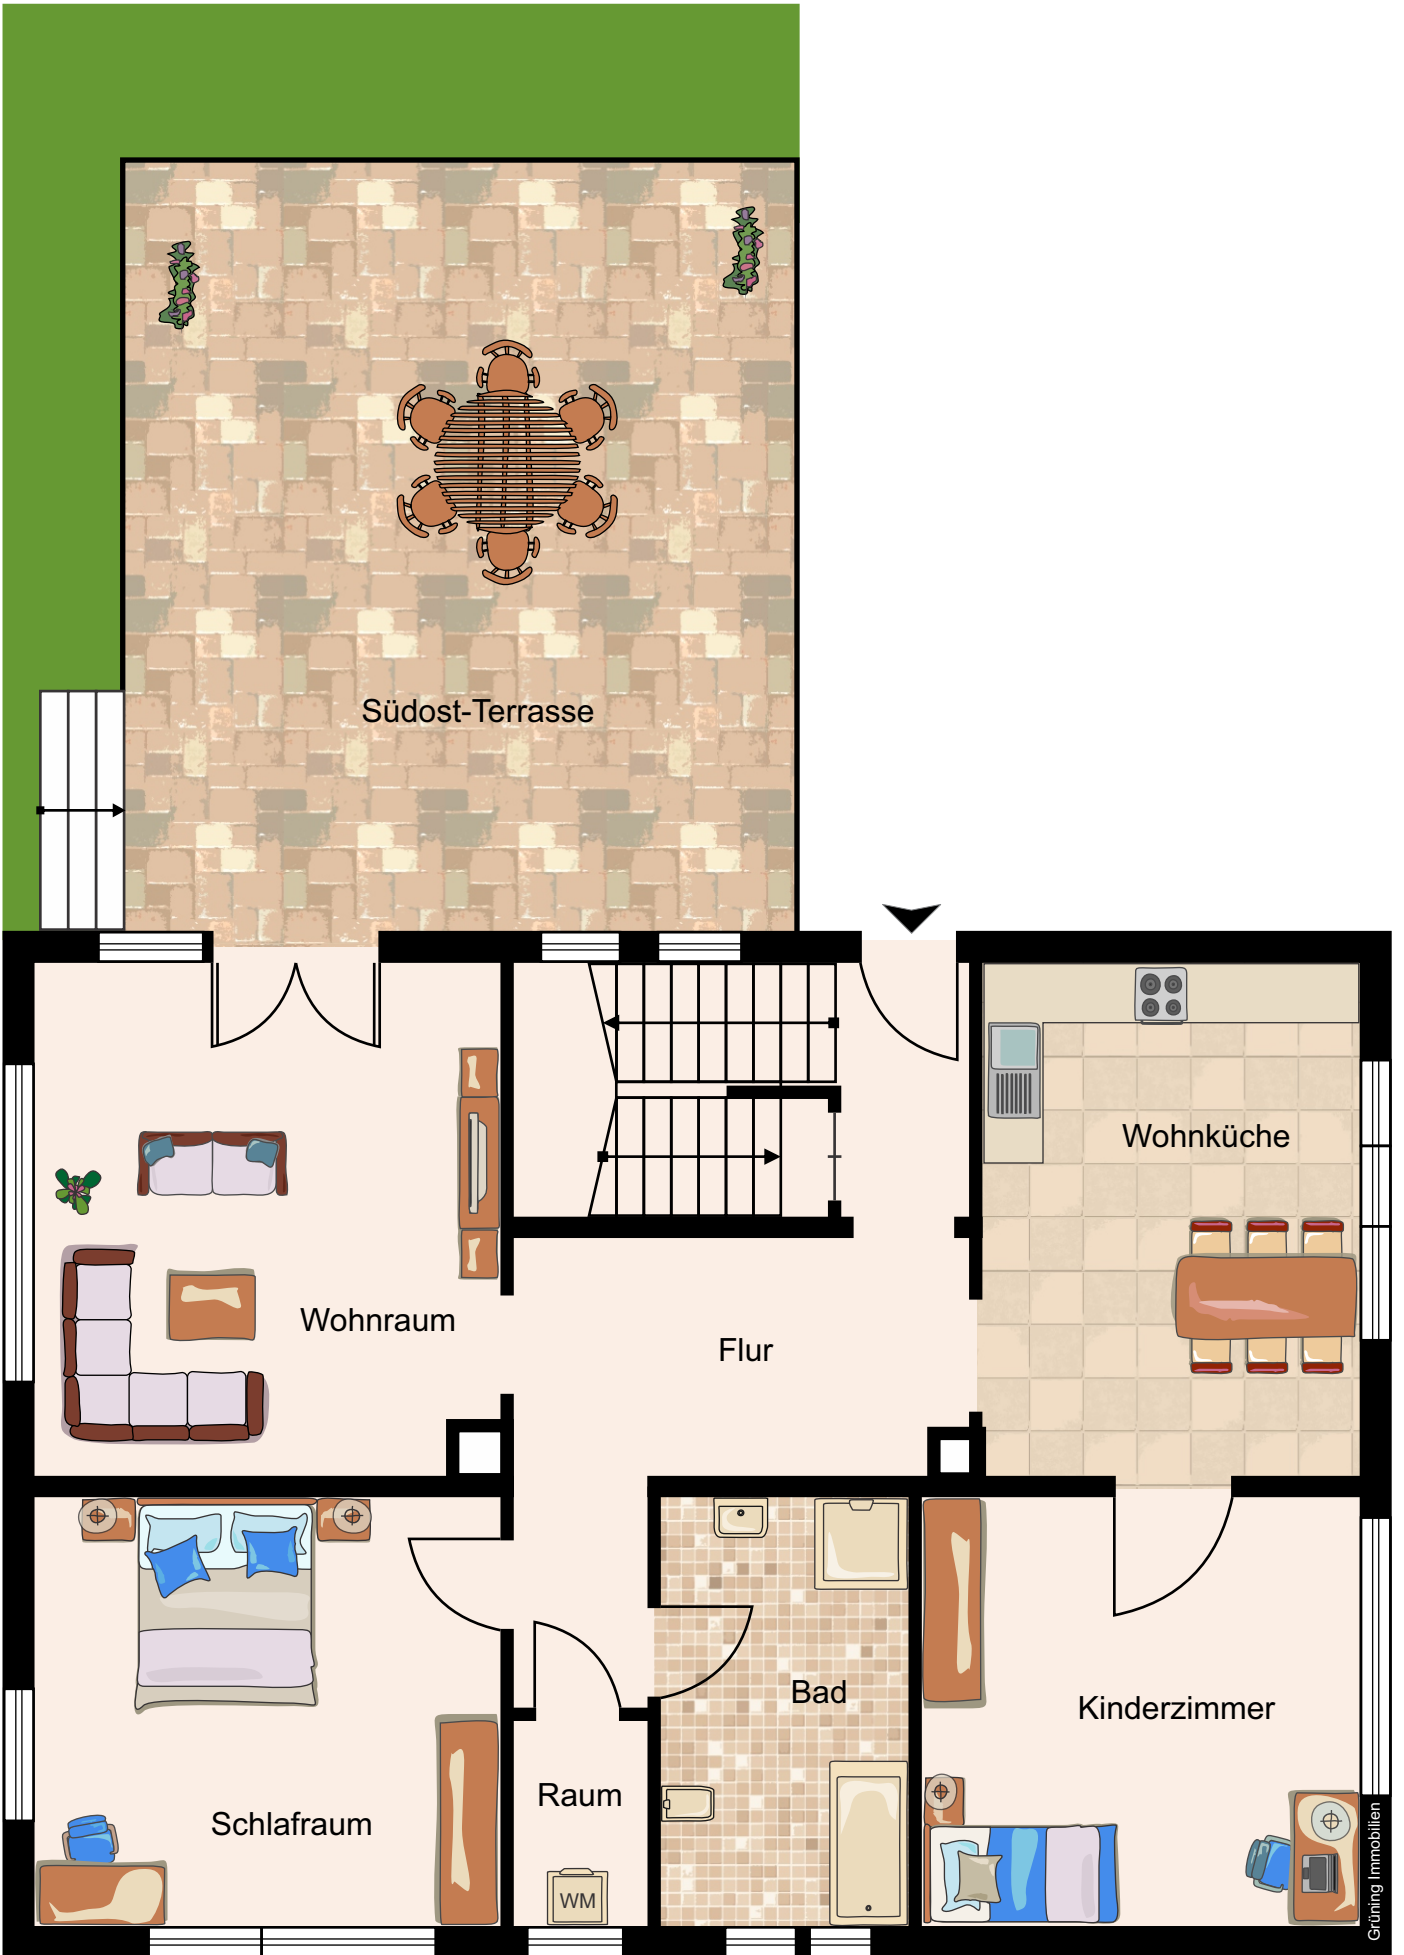 Südost-Terrasse
Wohnküche
Wohnraum
Flur
Bad
Kinderzimmer
Raum
Schlafraum
WM
Grüning Immobilien